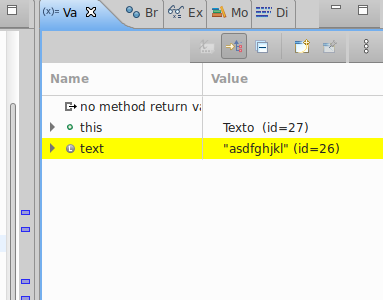 (x)= Va Br Ex Mo Di
Name Value
no method return va
this Texto (id=27)
text "asdfghjkl" (id=26)